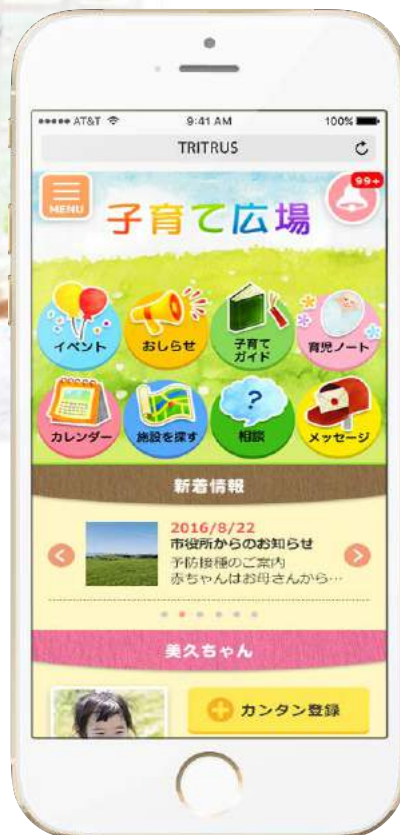 AT&T 9:41 AM 100%
TRITRUS
MENU
99+
子育て広場
イベント
おしらせ
子育て
ガイド
育児ノート
カレンダー
施設を探す
相談
?
メッセージ
新着情報
2016/8/22
市役所からのお知らせ
予防接種のご案内
赤ちゃんはお母さんから…
美久ちゃん
カンタン登録